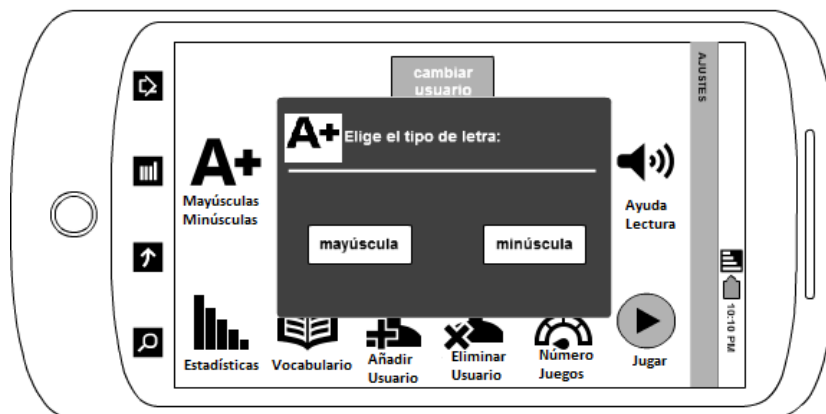 cambiar
usuario
AJUSTES
A+ Elige el tipo de letra:
A+
Mayúsculas
Minúsculas
Ayuda
Lectura
mayúscula
minúscula
10:10 PM
Estadísticas
Vocabulario
Añadir
Usuario
Eliminar
Usuario
Número
Juegos
Jugar